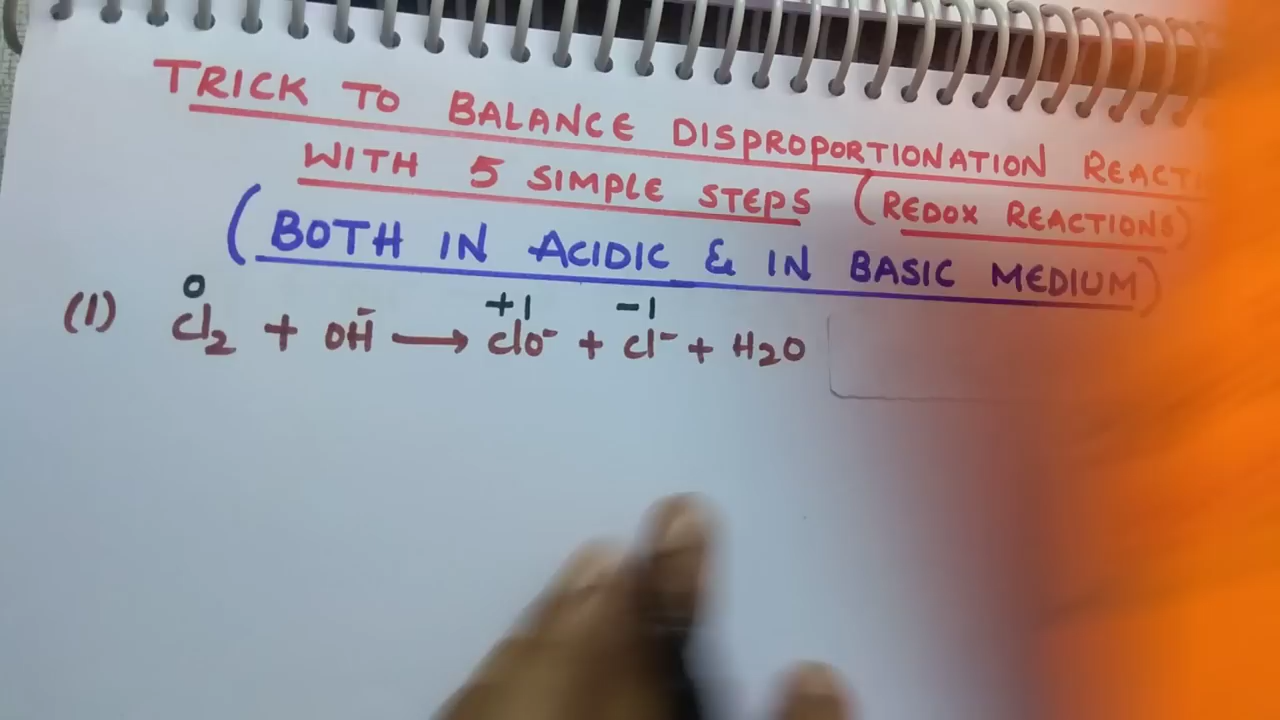 TRICK TO BALANCE DISPROPORTIONATION REACT
WITH 5 SIMPLE STEPS (REDOX REACTIONS)
(BOTH IN ACIDIC & IN BASIC MEDIUM)
0 +1 -1
(1) Cl2 + OH⁻ ⟶ ClO⁻ + Cl⁻ + H2O